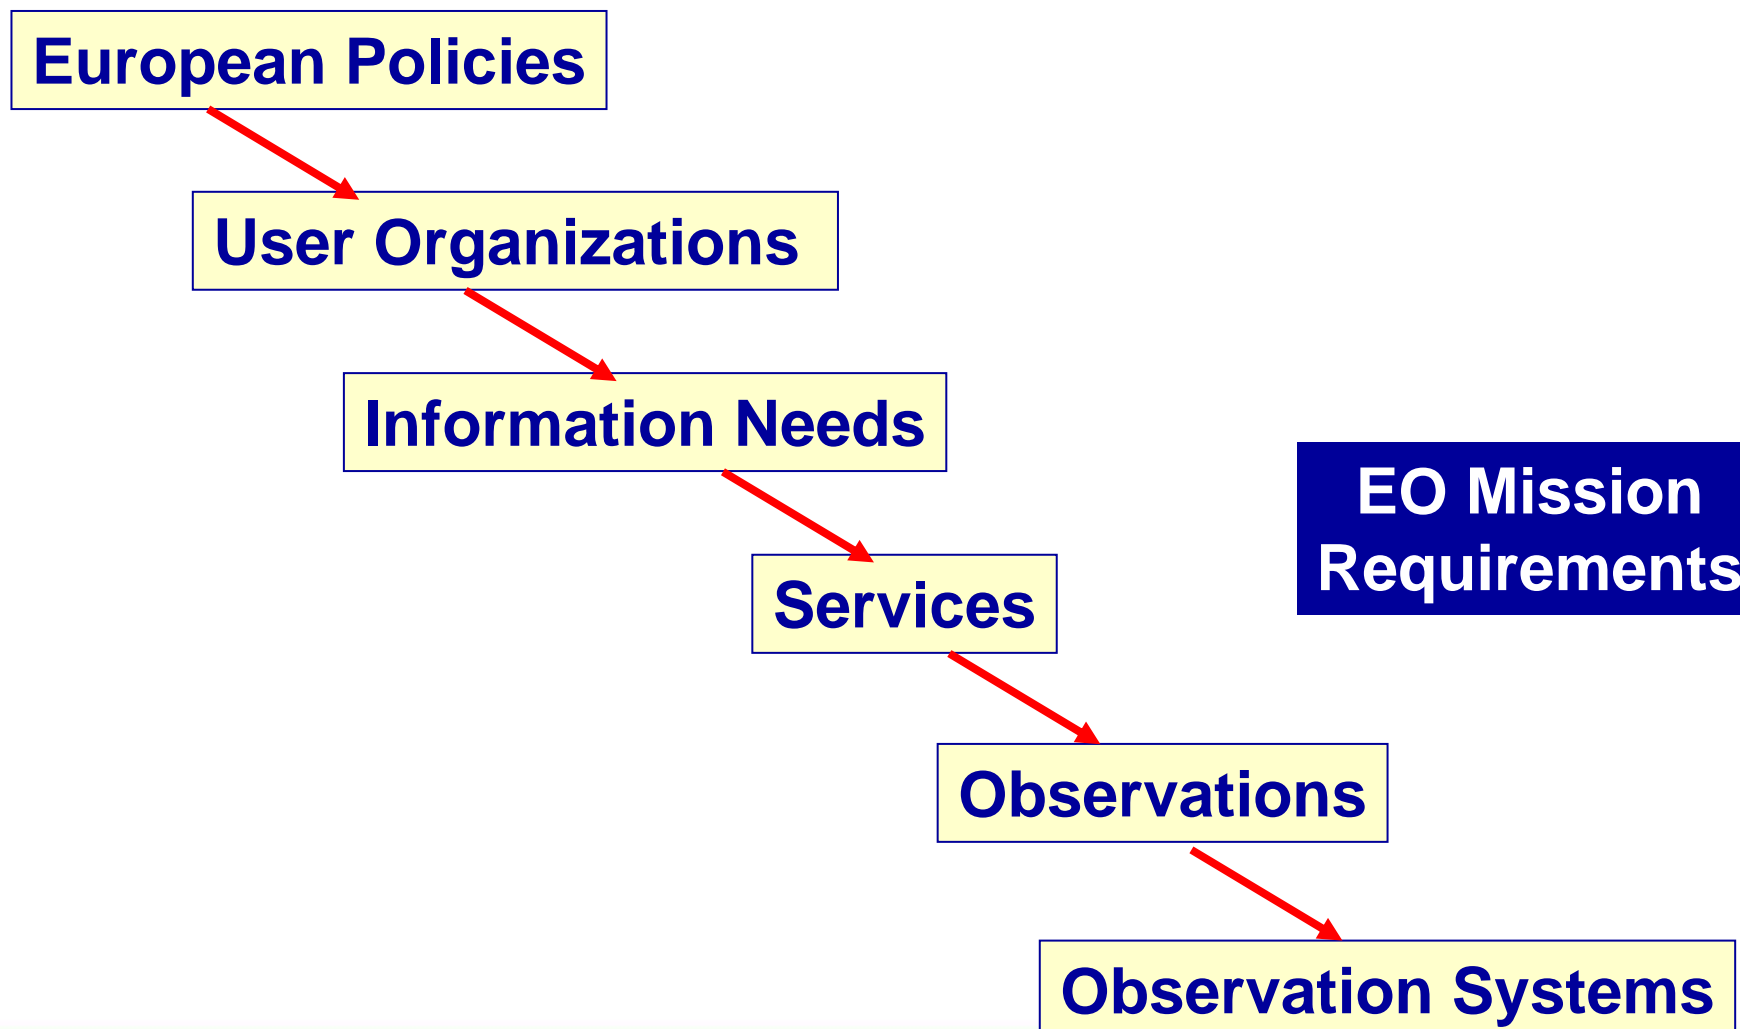 European Policies
User Organizations
Information Needs
EO Mission
Requirements
Services
Observations
Observation Systems